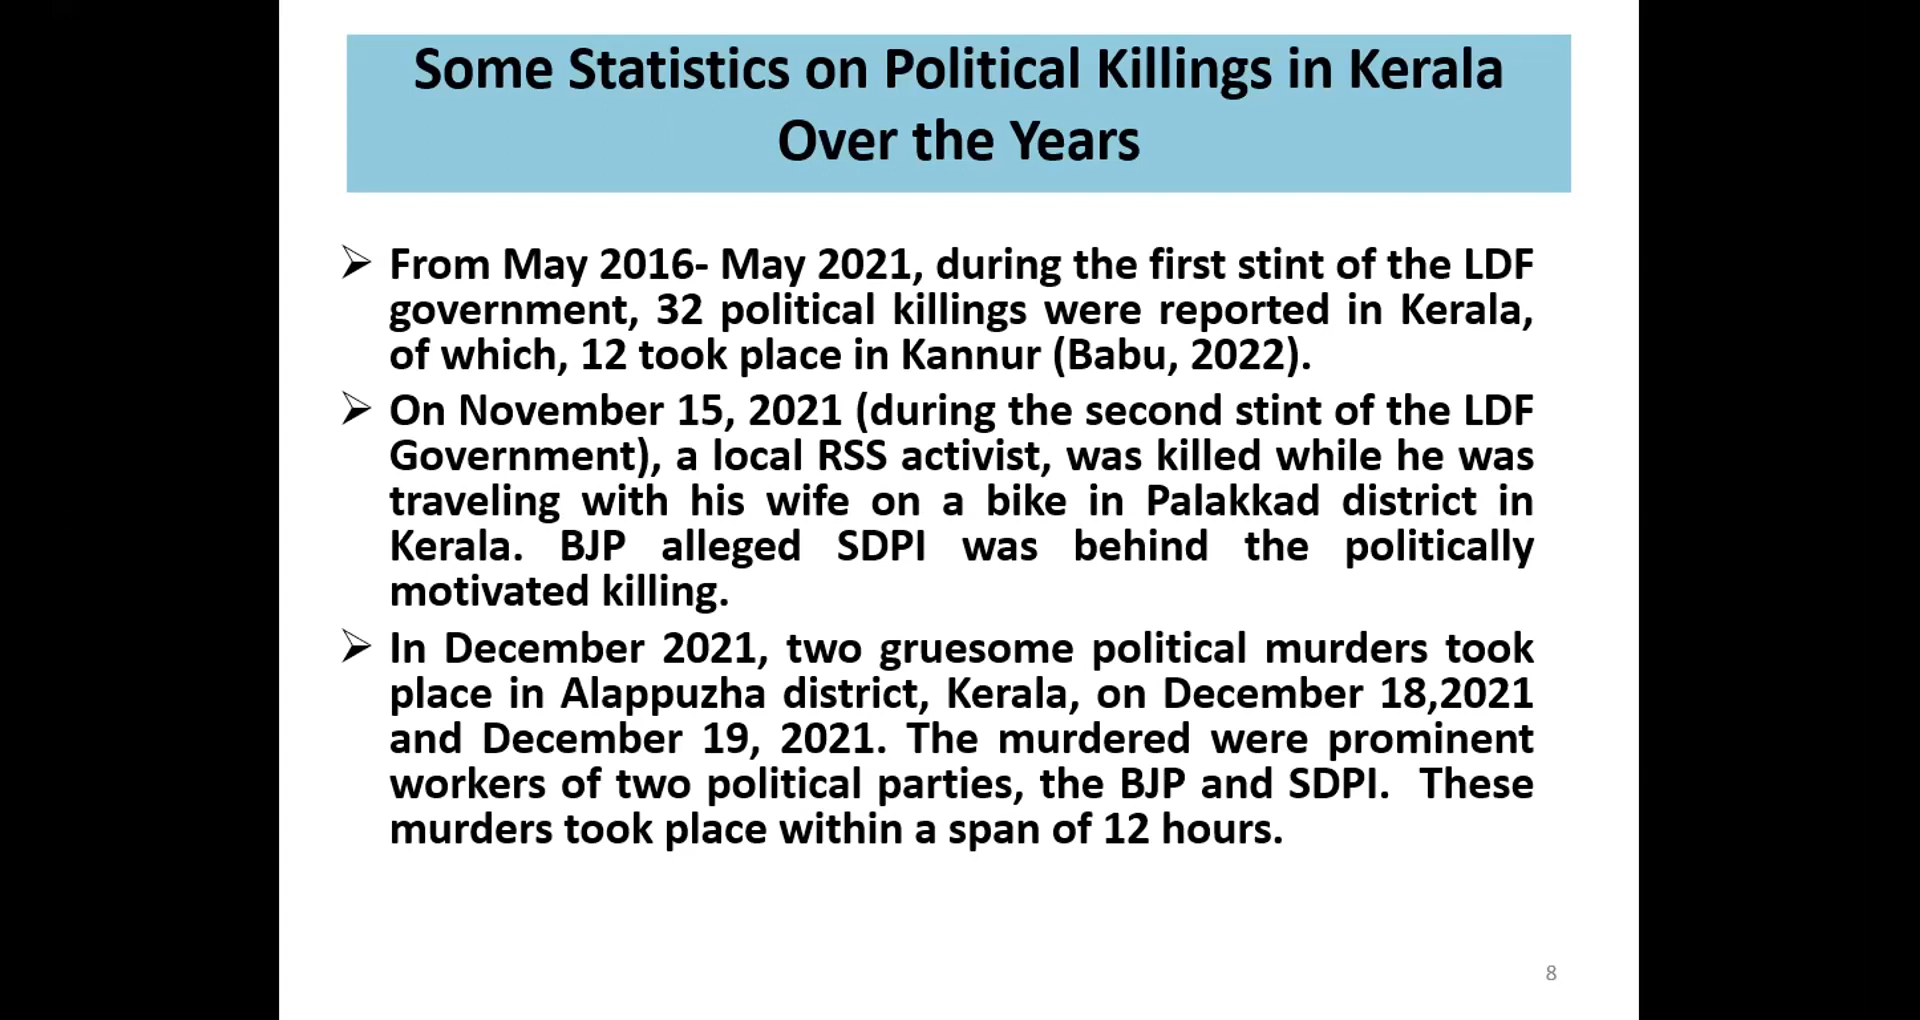 Some Statistics on Political Killings in Kerala
Over the Years
➢ From May 2016- May 2021, during the first stint of the LDF
government, 32 political killings were reported in Kerala,
of which, 12 took place in Kannur (Babu, 2022).
➢ On November 15, 2021 (during the second stint of the LDF
Government), a local RSS activist, was killed while he was
traveling with his wife on a bike in Palakkad district in
Kerala. BJP alleged SDPI was behind the politically
motivated killing.
➢ In December 2021, two gruesome political murders took
place in Alappuzha district, Kerala, on December 18,2021
and December 19, 2021. The murdered were prominent
workers of two political parties, the BJP and SDPI.  These
murders took place within a span of 12 hours.
8